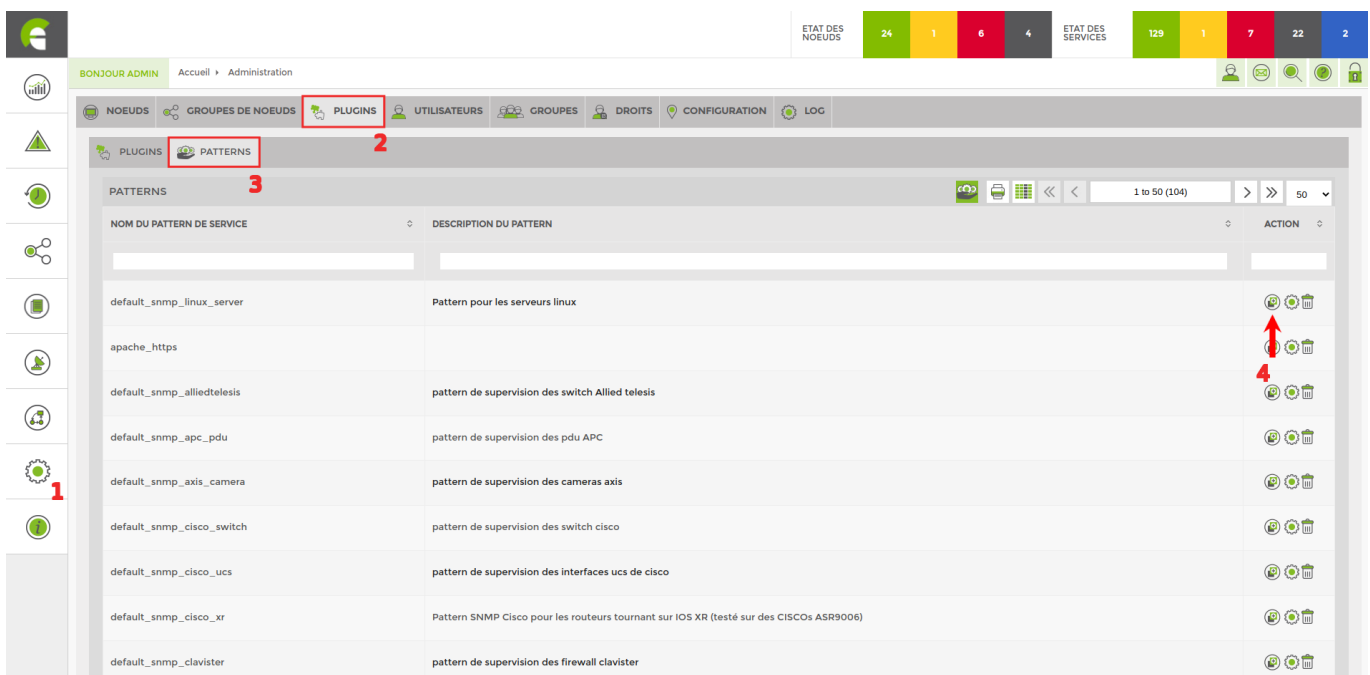 ETAT DES NOEUDS 24 1 6 4 ETAT DES SERVICES 129 1 7 22 2
BONJOUR ADMIN Accueil Administration
NOEUDS GROUPES DE NOEUDS PLUGINS UTILISATEURS GROUPES DROITS CONFIGURATION LOG
2
PLUGINS PATTERNS
3
PATTERNS 1 to 50 (104) 50
NOM DU PATTERN DE SERVICE DESCRIPTION DU PATTERN ACTION
default_snmp_linux_server Pattern pour les serveurs linux
apache_https
4
default_snmp_alliedtelesis pattern de supervision des switch Allied telesis
default_snmp_apc_pdu pattern de supervision des pdu APC
default_snmp_axis_camera pattern de supervision des cameras axis
1
default_snmp_cisco_switch pattern de supervision des switch cisco
default_snmp_cisco_ucs pattern de supervision des interfaces ucs de cisco
default_snmp_cisco_xr Pattern SNMP Cisco pour les routeurs tournant sur IOS XR (testé sur des CISCOs ASR9006)
default_snmp_clavister pattern de supervision des firewall clavister